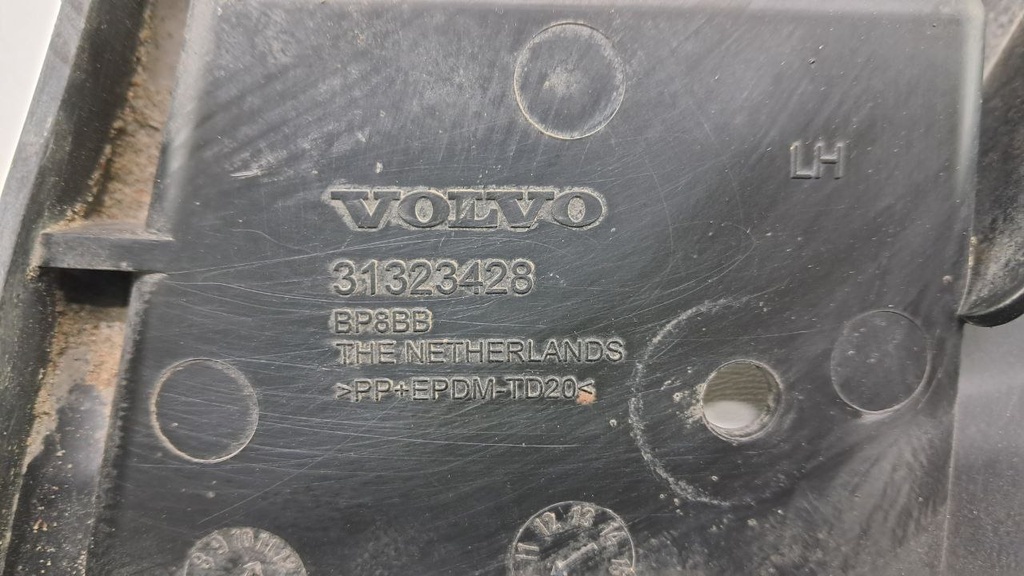 LH
VOLVO
31323428
BP8BB
THE NETHERLANDS
>PP+EPDM-TD20<